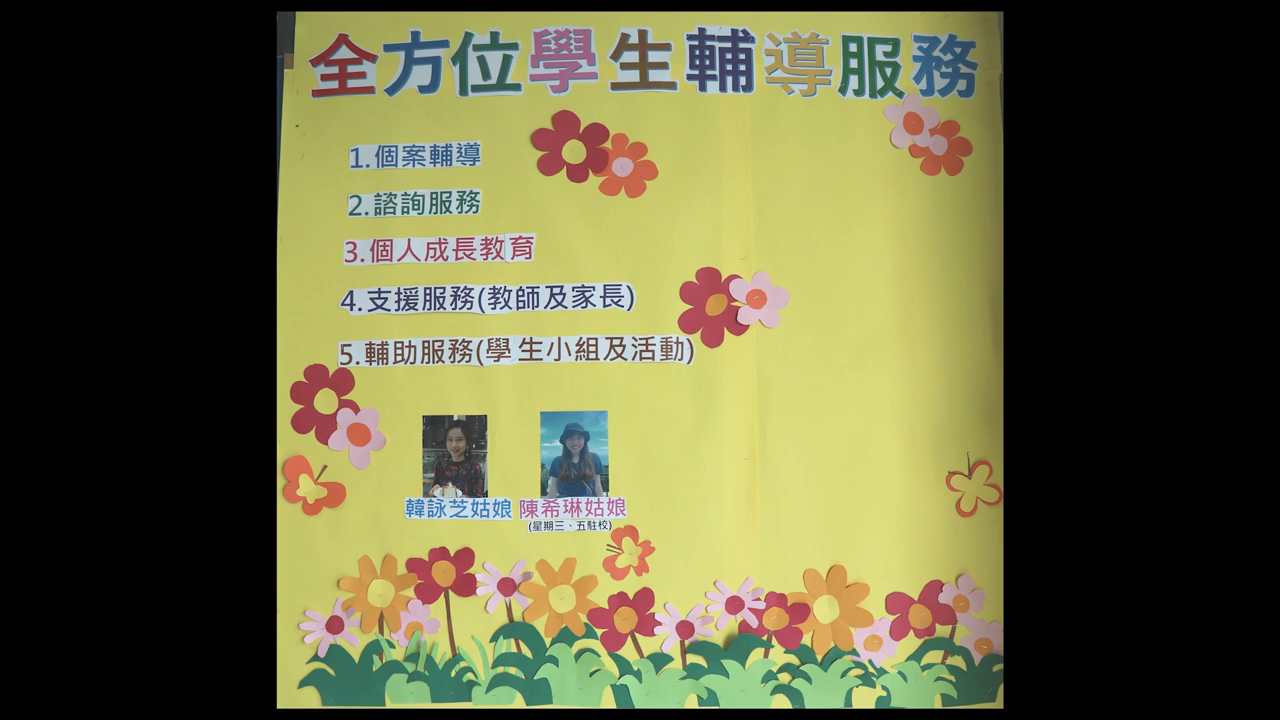 全方位學生輔導服務
1.個案輔導
2.諮詢服務
3.個人成長教育
4.支援服務(教師及家長)
5.輔助服務(學生小組及活動)
韓詠芝姑娘 陳希琳姑娘
(星期三、五駐校)